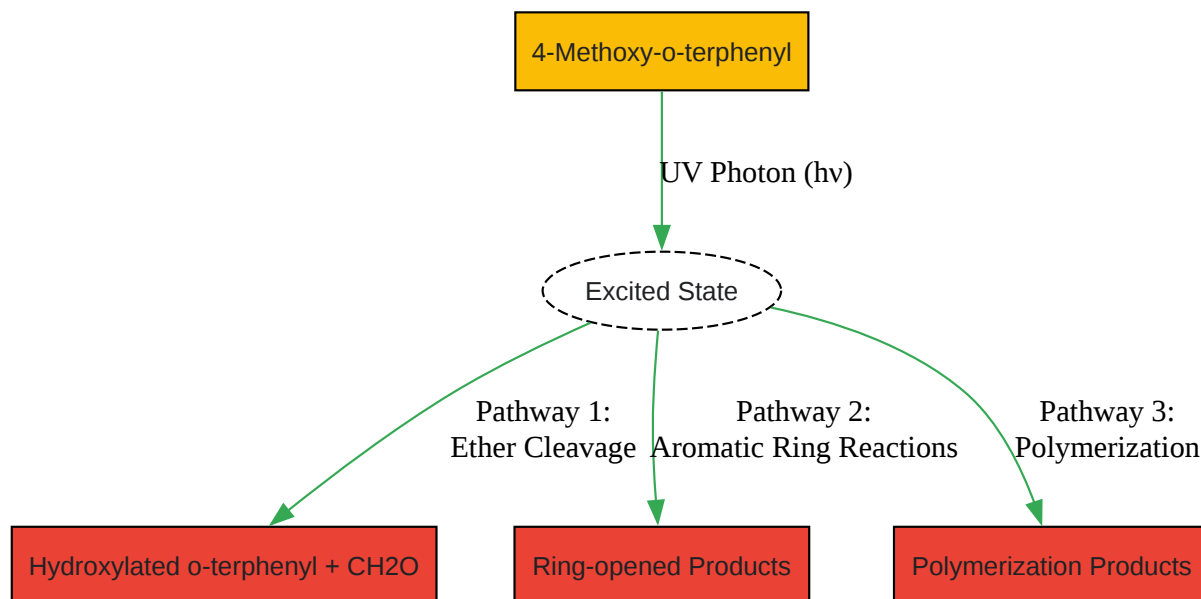 4-Methoxy-o-terphenyl
UV Photon (hν)
Excited State
Pathway 1:
Ether Cleavage
Pathway 2:
Aromatic Ring Reactions
Pathway 3:
Polymerization
Hydroxylated o-terphenyl + CH2O
Ring-opened Products
Polymerization Products